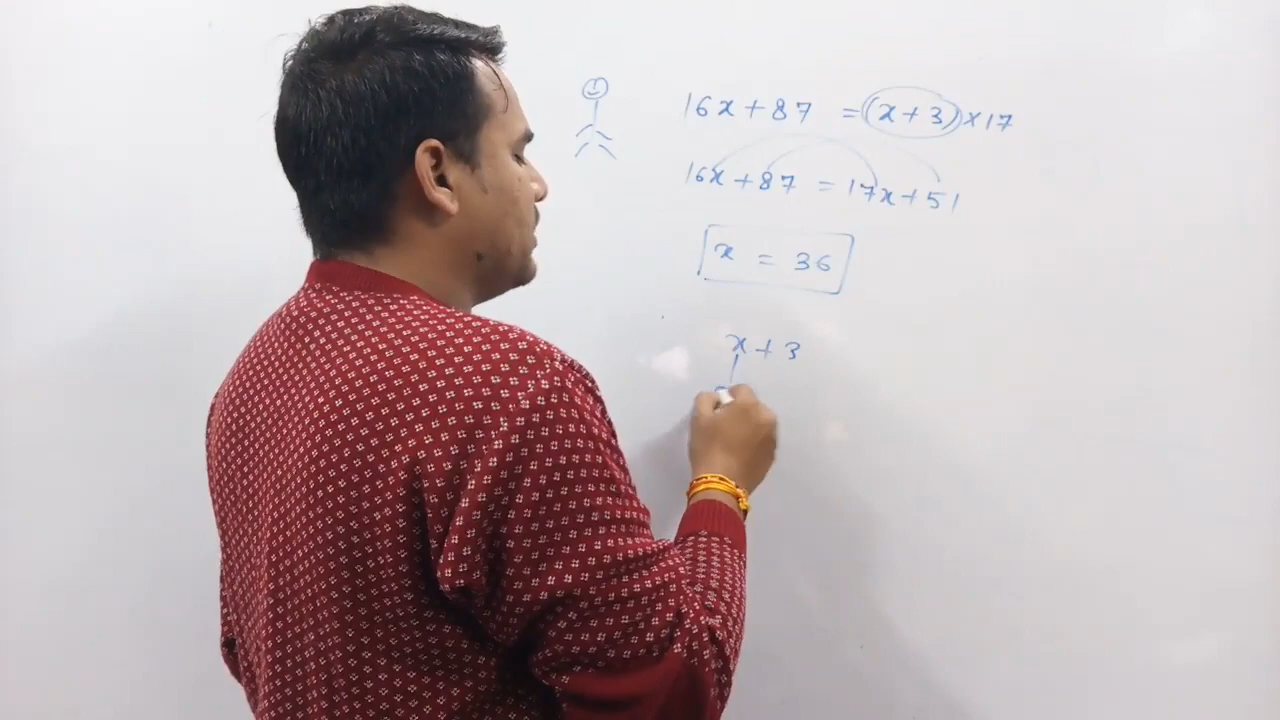 16x + 87 = (x + 3) × 17
16x + 87 = 17x + 51
x = 36
x + 3